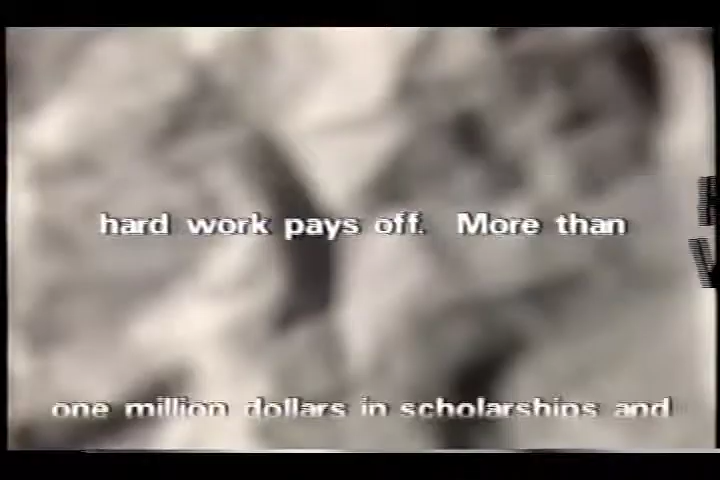 hard work pays off. More than
one million dollars in scholarships and